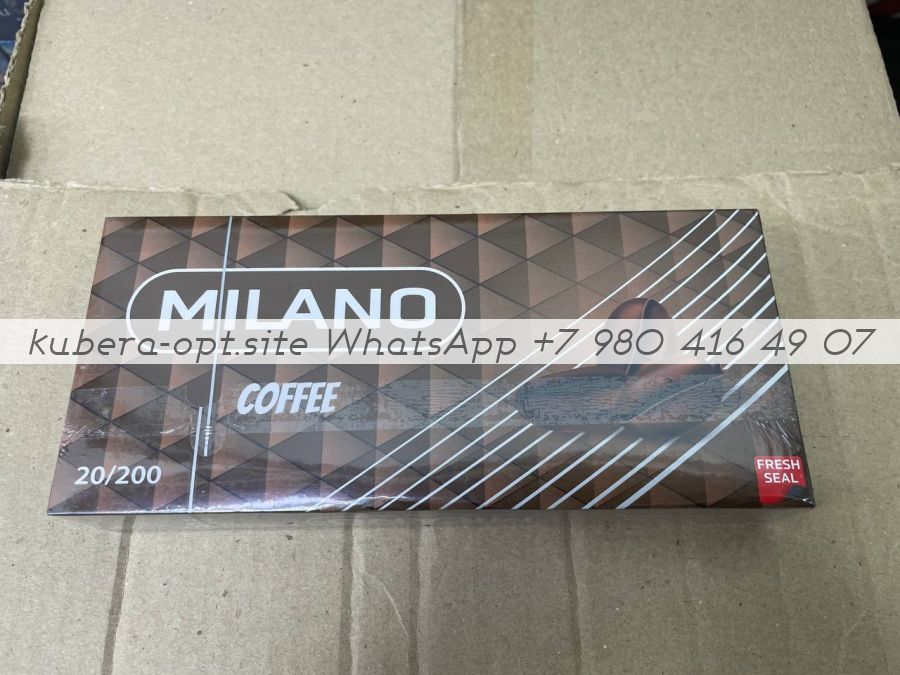 MILANO
kubera-opt.site WhatsApp +7 980 416 49 07
COFFEE
20/200
FRESH
SEAL